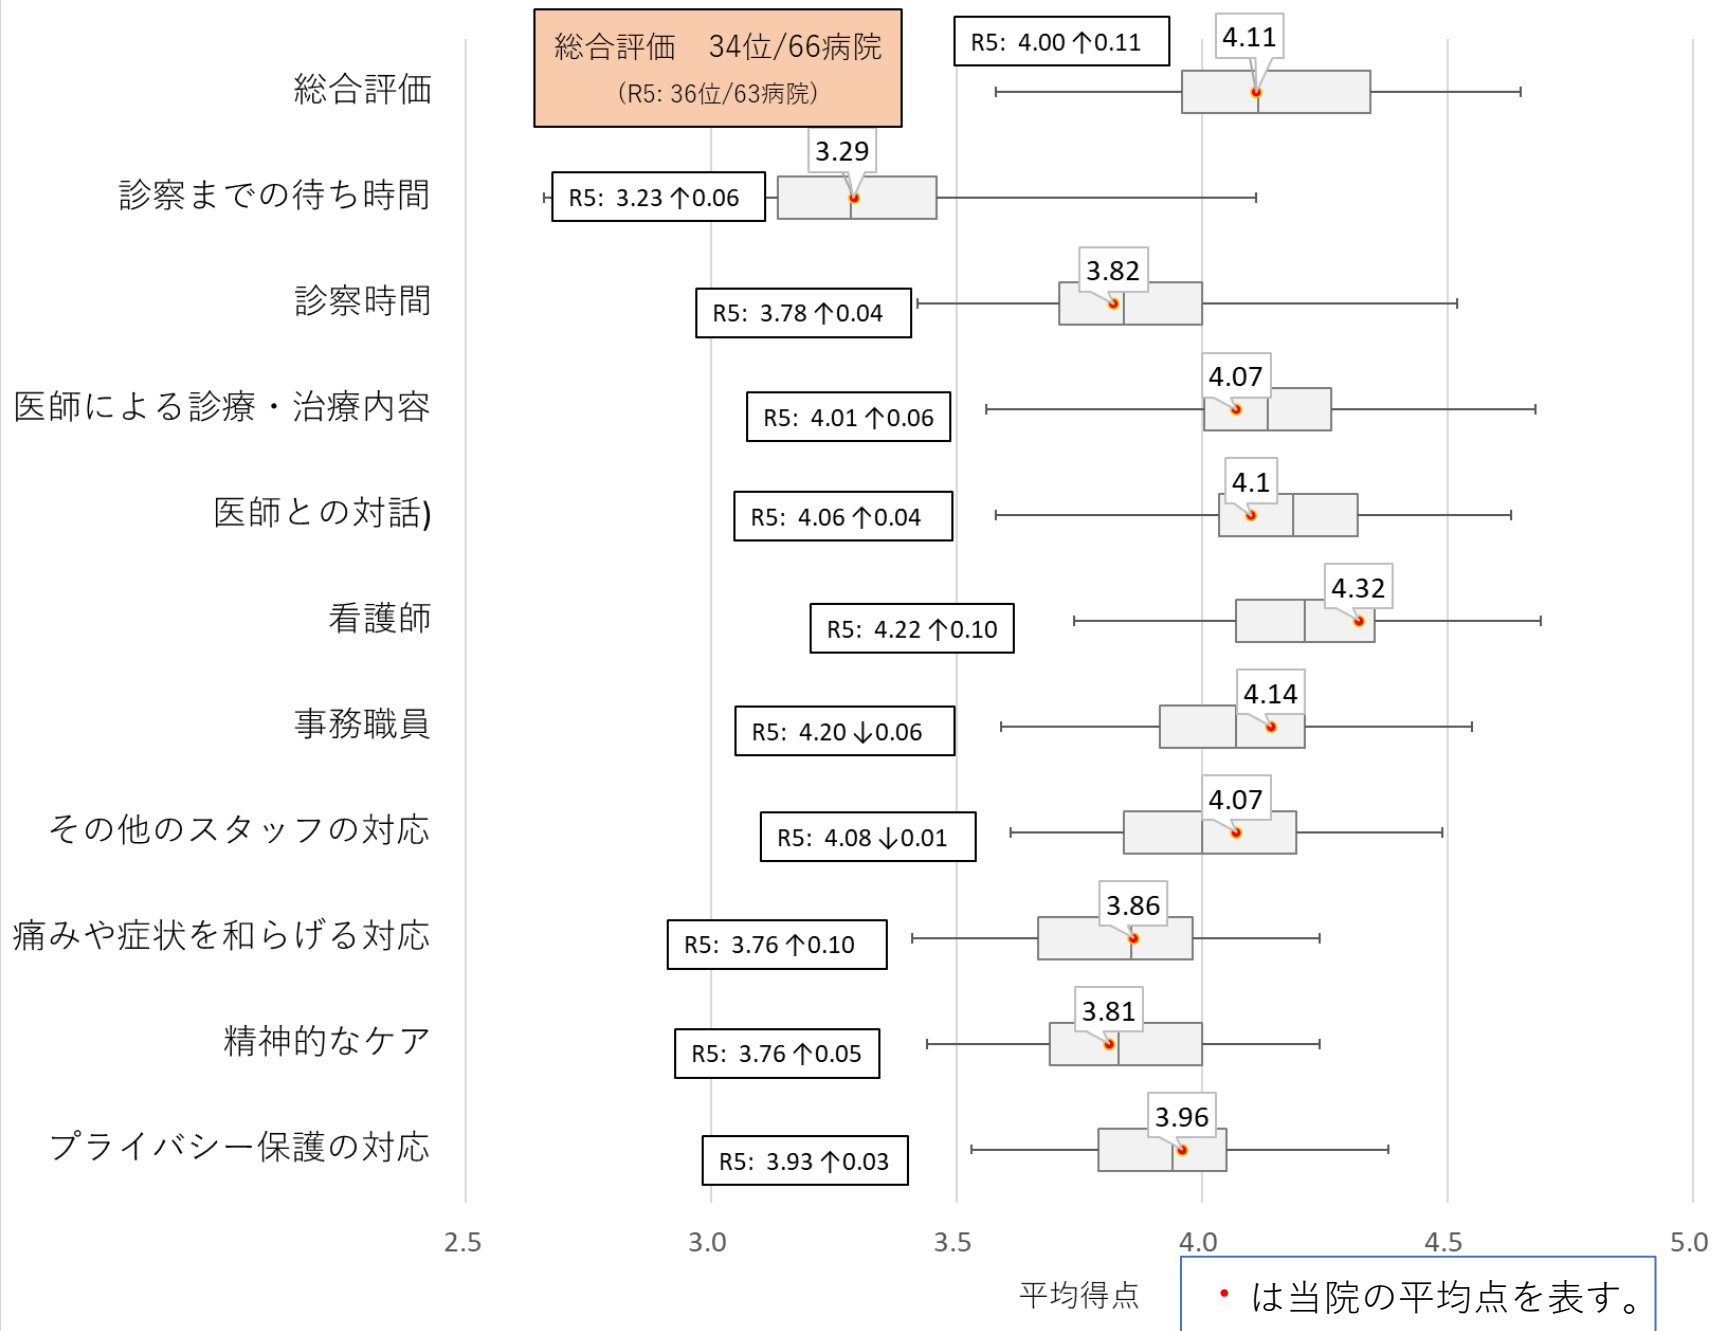 総合評価　34位/66病院
(R5: 36位/63病院)
総合評価
R5: 4.00 ↑0.11
4.11
診察までの待ち時間
R5: 3.23 ↑0.06
3.29
診察時間
R5: 3.78 ↑0.04
3.82
医師による診療・治療内容
R5: 4.01 ↑0.06
4.07
医師との対話)
R5: 4.06 ↑0.04
4.1
看護師
R5: 4.22 ↑0.10
4.32
事務職員
R5: 4.20 ↓0.06
4.14
その他のスタッフの対応
R5: 4.08 ↓0.01
4.07
痛みや症状を和らげる対応
R5: 3.76 ↑0.10
3.86
精神的なケア
R5: 3.76 ↑0.05
3.81
プライバシー保護の対応
R5: 3.93 ↑0.03
3.96
2.5 3.0 3.5 4.0 4.5 5.0
平均得点
・は当院の平均点を表す。